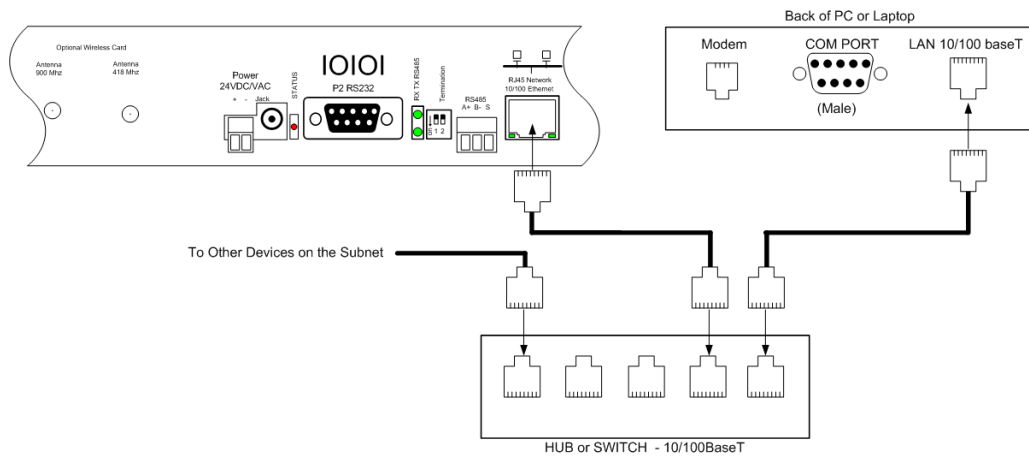 Optional Wireless Card
Antenna
900 Mhz
Antenna
418 Mhz
Power
24VDC/VAC
+ - Jack
STATUS
IOIOI
P2 RS232
RX TX RS485
Termination
ON
1 2
RS485
A+ B- S
RJ45 Network
10/100 Ethernet
Back of PC or Laptop
Modem
COM PORT
(Male)
LAN 10/100 baseT
To Other Devices on the Subnet
HUB or SWITCH - 10/100BaseT